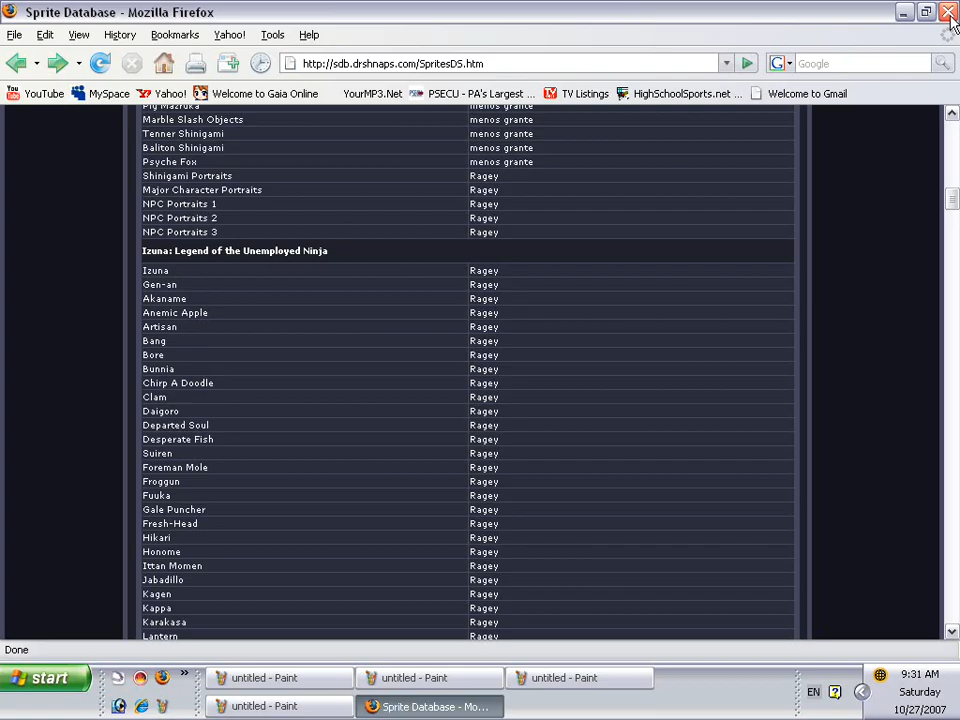 Sprite Database - Mozilla Firefox
File Edit View History Bookmarks Yahoo! Tools Help
http://sdb.drshnaps.com/SpritesDS.htm Google
YouTube MySpace Yahoo! Welcome to Gaia Online YourMP3.Net PSECU - PA's Largest ... TV Listings HighSchoolSports.net ... Welcome to Gmail
Pig Mazruka menos grante
Marble Slash Objects menos grante
Tenner Shinigami menos grante
Baliton Shinigami menos grante
Psyche Fox menos grante
Shinigami Portraits Ragey
Major Character Portraits Ragey
NPC Portraits 1 Ragey
NPC Portraits 2 Ragey
NPC Portraits 3 Ragey
Izuna: Legend of the Unemployed Ninja
Izuna Ragey
Gen-an Ragey
Akaname Ragey
Anemic Apple Ragey
Artisan Ragey
Bang Ragey
Bore Ragey
Bunnia Ragey
Chirp A Doodle Ragey
Clam Ragey
Daigoro Ragey
Departed Soul Ragey
Desperate Fish Ragey
Suiren Ragey
Foreman Mole Ragey
Froggun Ragey
Fuuka Ragey
Gale Puncher Ragey
Fresh-Head Ragey
Hikari Ragey
Honome Ragey
Ittan Momen Ragey
Jabadillo Ragey
Kagen Ragey
Kappa Ragey
Karakasa Ragey
Lantern Ragey
Done
start untitled - Paint untitled - Paint untitled - Paint 9:31 AM
EN Saturday
untitled - Paint Sprite Database - Mo... 10/27/2007